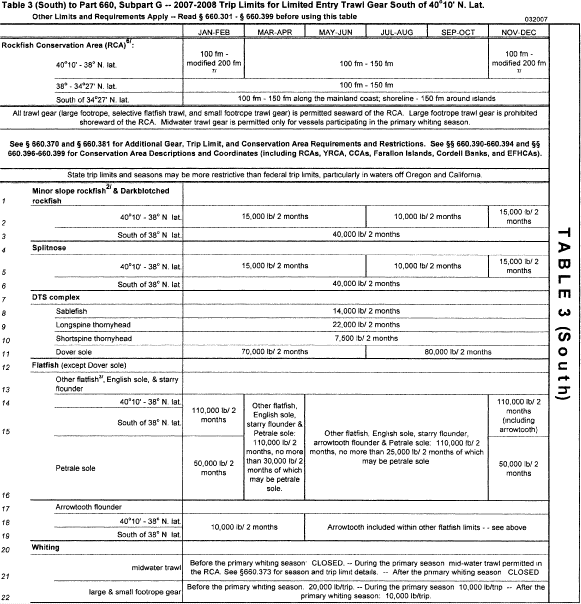 Table 3 (South) to Part 660, Subpart G -- 2007-2008 Trip Limits for Limited Entry Trawl Gear South of 40°10' N. Lat.
Other Limits and Requirements Apply -- Read § 660.301 - § 660.399 before using this table
032007
JAN-FEB MAR-APR MAY-JUN JUL-AUG SEP-OCT NOV-DEC
Rockfish Conservation Area (RCA)6/:
40°10' - 38° N. lat.
100 fm -
modified 200 fm
7/
100 fm - 150 fm
100 fm -
modified 200 fm
7/
38° - 34°27' N. lat.
100 fm - 150 fm
South of 34°27' N. lat.
100 fm - 150 fm along the mainland coast; shoreline - 150 fm around islands
All trawl gear (large footrope, selective flatfish trawl, and small footrope trawl gear) is permitted seaward of the RCA. Large footrope trawl gear is prohibited
shoreward of the RCA. Midwater trawl gear is permitted only for vessels participating in the primary whiting season.
See § 660.370 and § 660.381 for Additional Gear, Trip Limit, and Conservation Area Requirements and Restrictions. See §§ 660.390-660.394 and §§
660.396-660.399 for Conservation Area Descriptions and Coordinates (including RCAs, YRCA, CCAs, Farallon Islands, Cordell Banks, and EFHCAs).
State trip limits and seasons may be more restrictive than federal trip limits, particularly in waters off Oregon and California.
1 Minor slope rockfish2/ & Darkblotched
rockfish
2 40°10' - 38° N. lat. 15,000 lb/ 2 months 10,000 lb/ 2 months 15,000 lb/ 2
months
3 South of 38° N. lat. 40,000 lb/ 2 months
4 Splitnose
5 40°10' - 38° N. lat. 15,000 lb/ 2 months 10,000 lb/ 2 months 15,000 lb/ 2
months
6 South of 38° N. lat. 40,000 lb/ 2 months
7 DTS complex
8 Sablefish 14,000 lb/ 2 months
9 Longspine thornyhead 22,000 lb/ 2 months
10 Shortspine thornyhead 7,500 lb/ 2 months
11 Dover sole 70,000 lb/ 2 months 80,000 lb/ 2 months
12 Flatfish (except Dover sole)
13 Other flatfish3/, English sole, & starry
flounder
14 40°10' - 38° N. lat.
15 South of 38° N. lat.
110,000 lb/ 2
months
Other flatfish,
English sole,
starry flounder &
Petrale sole:
110,000 lb/ 2
months, no more
than 30,000 lb/ 2
months of which
may be petrale
sole.
Other flatfish, English sole, starry flounder,
arrowtooth flounder & Petrale sole: 110,000 lb/ 2
months, no more than 25,000 lb/ 2 months of which
may be petrale sole
110,000 lb/ 2
months
(including
arrowtooth)
16 Petrale sole
50,000 lb/ 2
months
50,000 lb/ 2
months
17 Arrowtooth flounder
18 40°10' - 38° N. lat.
19 South of 38° N. lat.
10,000 lb/ 2 months
Arrowtooth included within other flatfish limits - - see above
20 Whiting
21 midwater trawl
Before the primary whiting season: CLOSED. -- During the primary season mid-water trawl permitted in
the RCA. See §660.373 for season and trip limit details. -- After the primary whiting season CLOSED
22 large & small footrope gear
Before the primary whiting season. 20,000 lb/trip. -- During the primary season 10,000 lb/trip -- After the
primary whiting season: 10,000 lb/trip.
TABLE 3 (South)